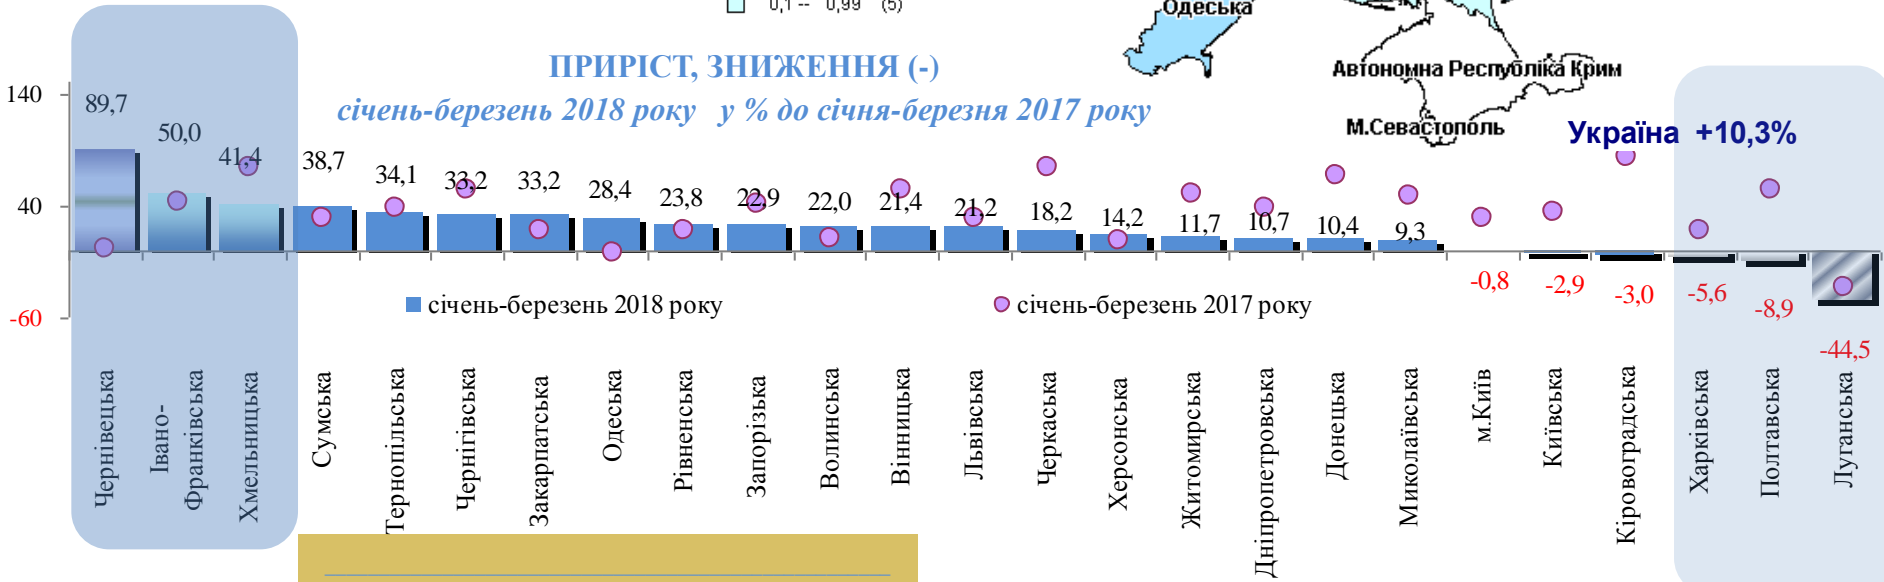 0,1 -- 0,99 (5)
Одеська
Автономна Республіка Крим
М.Севастополь
ПРИРІСТ, ЗНИЖЕННЯ (-)
січень-березень 2018 року у % до січня-березня 2017 року
Україна +10,3%
140
40
-60
89,7
50,0
41,4
38,7
34,1
33,2
33,2
28,4
23,8
22,9
22,0
21,4
21,2
18,2
14,2
11,7
10,7
10,4
9,3
-0,8
-2,9
-3,0
-5,6
-8,9
-44,5
січень-березень 2018 року
січень-березень 2017 року
Чернівецька
Івано-
Франківська
Хмельницька
Сумська
Тернопільська
Чернігівська
Закарпатська
Одеська
Рівненська
Запорізька
Волинська
Вінницька
Львівська
Черкаська
Херсонська
Житомирська
Дніпропетровська
Донецька
Миколаївська
м.Київ
Київська
Кіровоградська
Харківська
Полтавська
Луганська